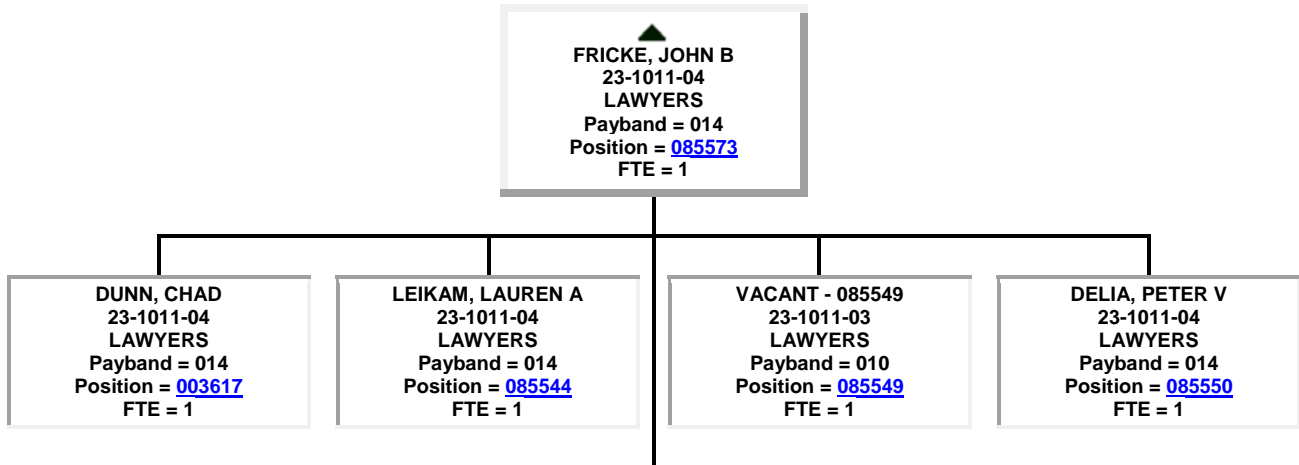 FRICKE, JOHN B
23-1011-04
LAWYERS
Payband = 014
Position = 085573
FTE = 1
DUNN, CHAD
23-1011-04
LAWYERS
Payband = 014
Position = 003617
FTE = 1
LEIKAM, LAUREN A
23-1011-04
LAWYERS
Payband = 014
Position = 085544
FTE = 1
VACANT - 085549
23-1011-03
LAWYERS
Payband = 010
Position = 085549
FTE = 1
DELIA, PETER V
23-1011-04
LAWYERS
Payband = 014
Position = 085550
FTE = 1